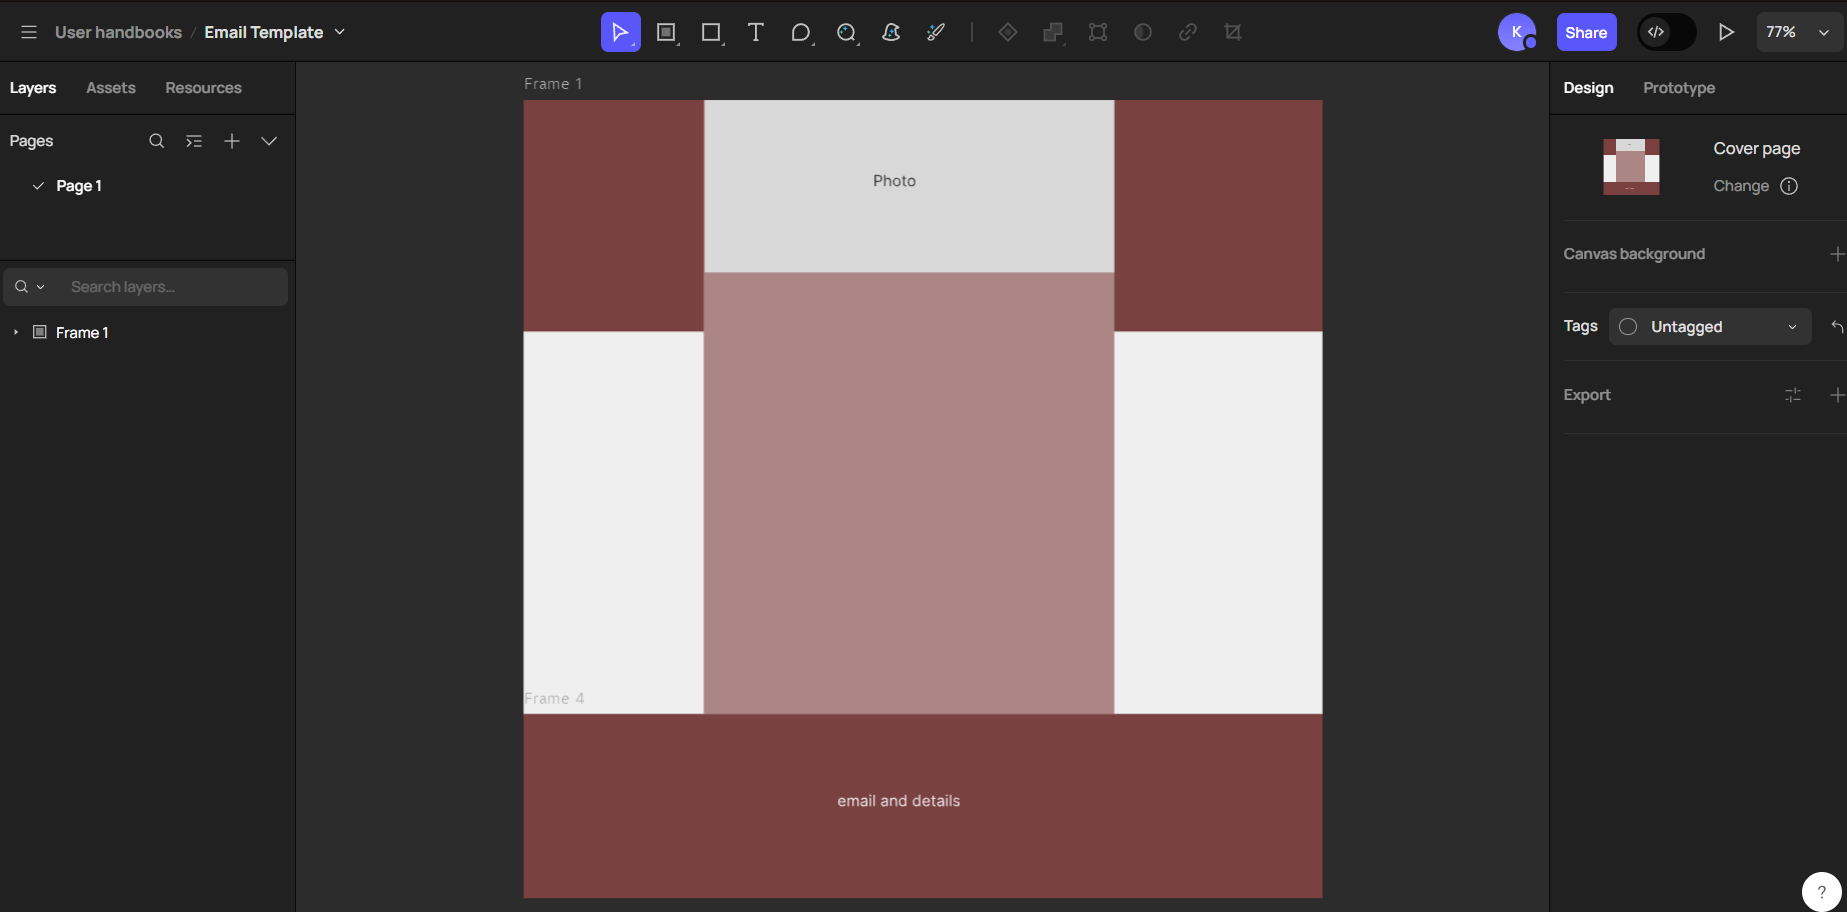 User handbooks / Email Template
K
Share
77%
Layers Assets Resources
Pages
Page 1
Search layers...
Frame 1
Frame 1
Photo
Frame 4
email and details
Design Prototype
Cover page
Change
Canvas background
Tags Untagged
Export
?